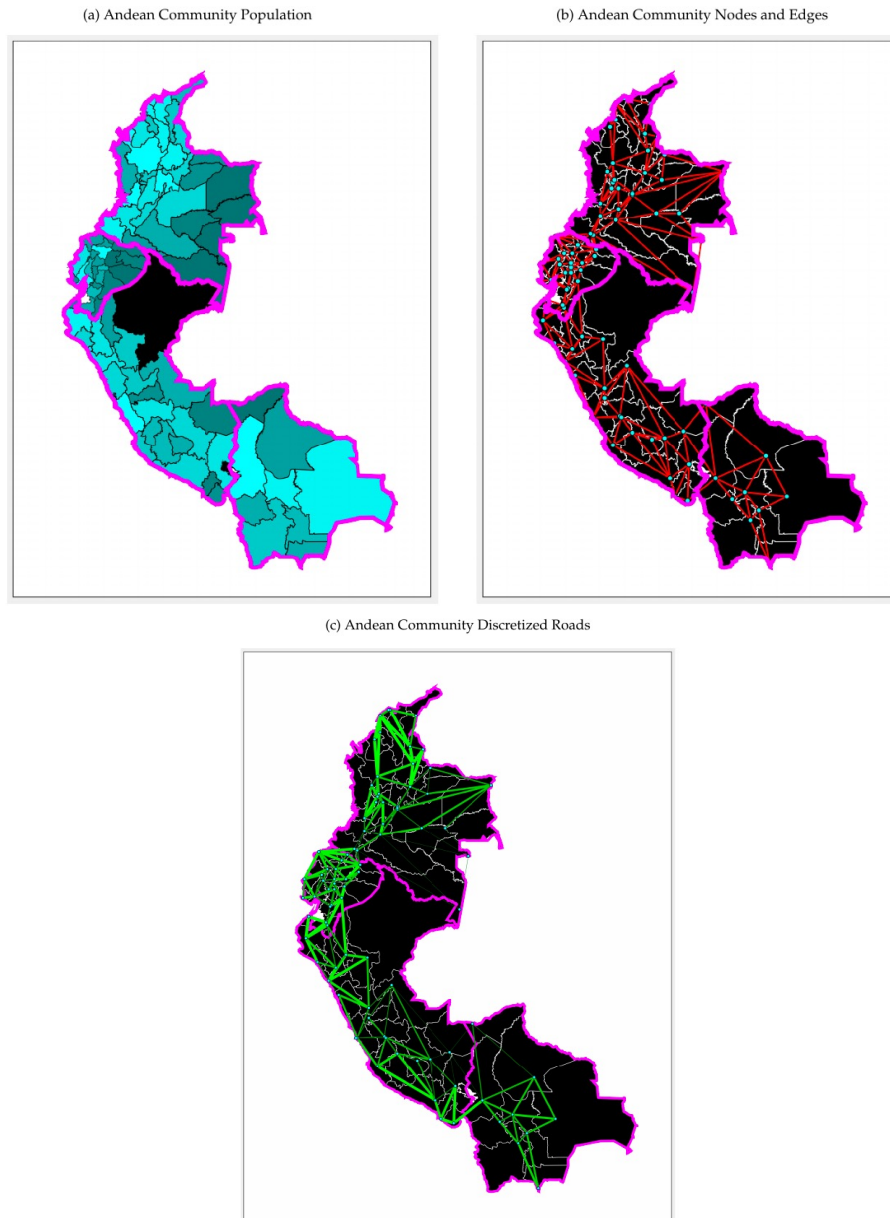 (a) Andean Community Population
(b) Andean Community Nodes and Edges
(c) Andean Community Discretized Roads